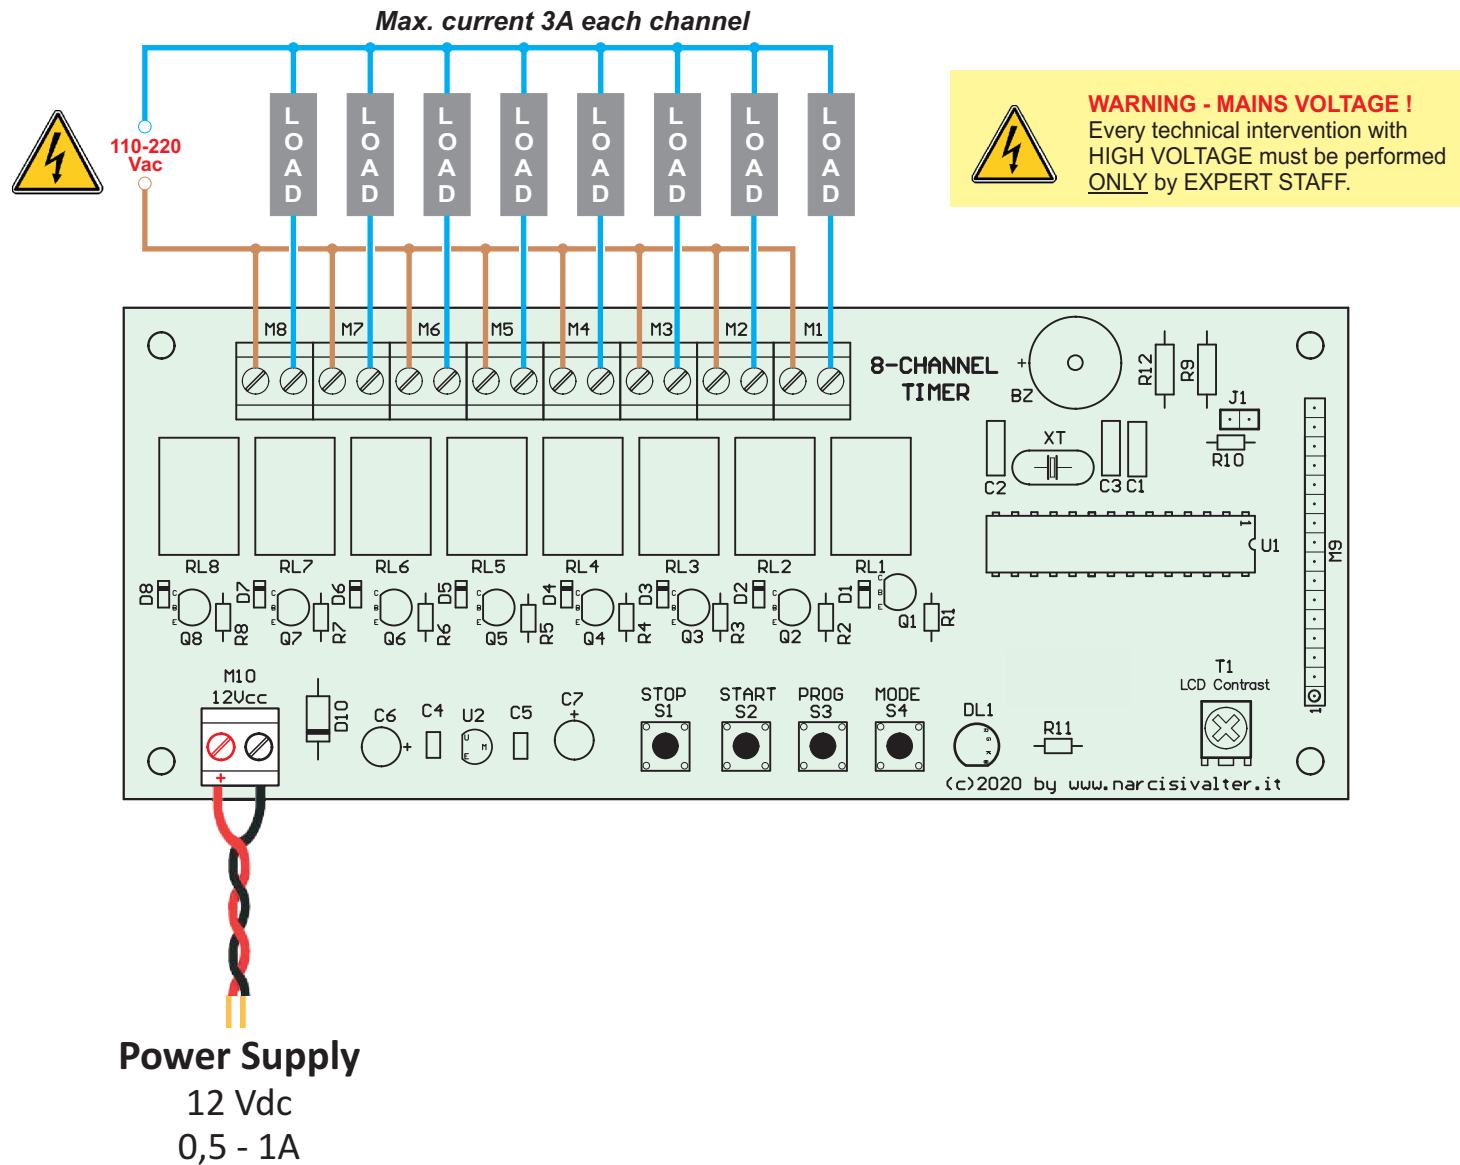 Max. current 3A each channel
110-220
Vac
LOAD LOAD LOAD LOAD LOAD LOAD LOAD LOAD
WARNING - MAINS VOLTAGE !
Every technical intervention with
HIGH VOLTAGE must be performed
ONLY by EXPERT STAFF.
M8 M7 M6 M5 M4 M3 M2 M1
8-CHANNEL
TIMER
+
BZ
R12
R9
J1
R10
XT
C2
C3 C1
1
U1
M9
1
RL8 RL7 RL6 RL5 RL4 RL3 RL2 RL1
D8 D7 D6 D5 D4 D3 D2 D1
C C C C C C C C
B B B B B B B B
E E E E E E E E
Q8 Q7 Q6 Q5 Q4 Q3 Q2 Q1
R8 R7 R6 R5 R4 R3 R2 R1
M10
12Vcc
+
D10
C6
+
C4
U2
U
M
E
C5
C7
+
STOP
S1
START
S2
PROG
S3
MODE
S4
DL1
R11
T1
LCD Contrast
(c)2020 by www.narcisivalter.it
Power Supply
12 Vdc
0,5 - 1A